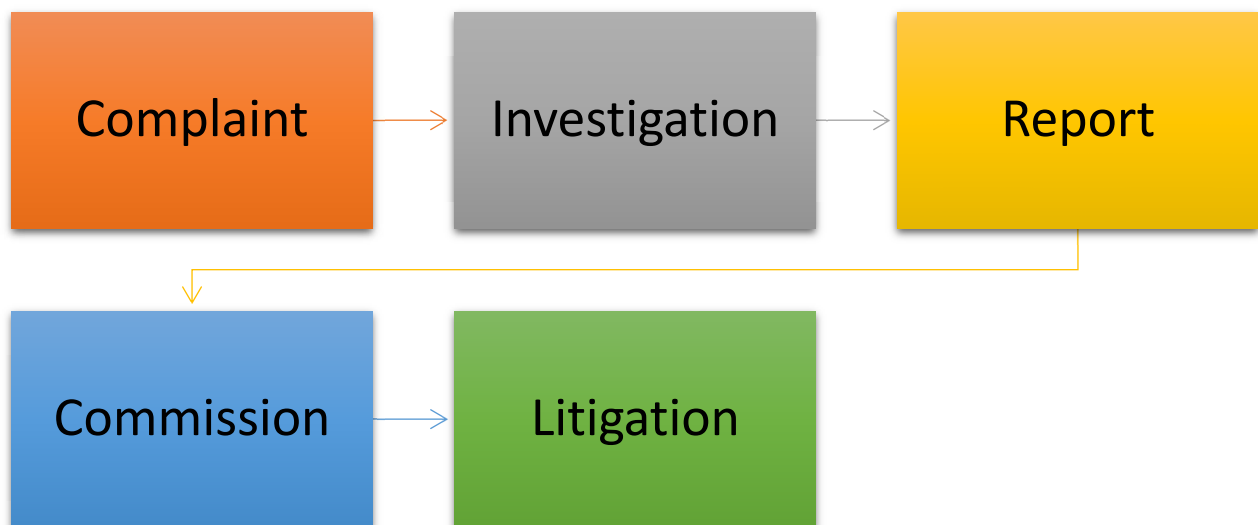 Complaint
Investigation
Report
Commission
Litigation